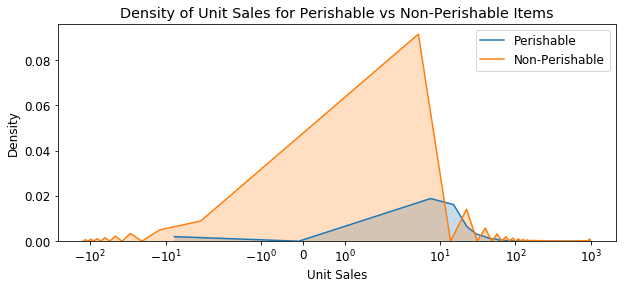 Density of Unit Sales for Perishable vs Non-Perishable Items
Perishable
Non-Perishable
Density
0.08
0.06
0.04
0.02
0.00
−10² −10¹ −10⁰ 0 10⁰ 10¹ 10² 10³
Unit Sales